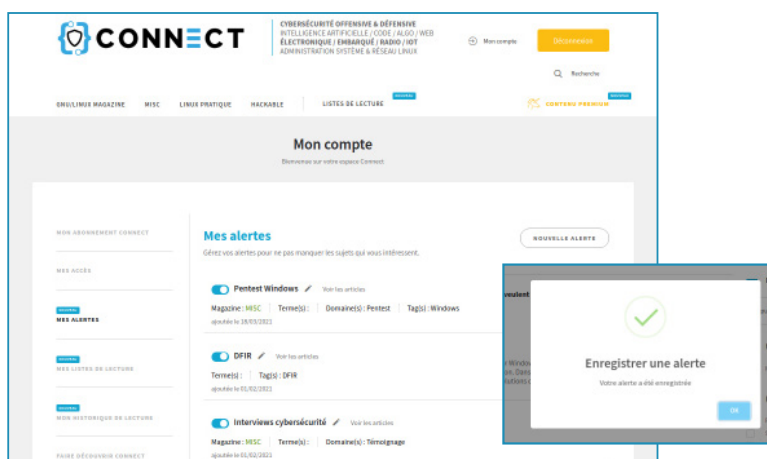 CONNECT
CYBERSÉCURITÉ OFFENSIVE & DÉFENSIVE
INTELLIGENCE ARTIFICIELLE / CODE / ALGO / WEB
ÉLECTRONIQUE / EMBARQUÉ / RADIO / IOT
ADMINISTRATION SYSTÈME & RÉSEAU LINUX
Mon compte
Déconnexion
Recherche
GNU/LINUX MAGAZINE
MISC
LINUX PRATIQUE
HACKABLE
LISTES DE LECTURE
NOUVEAU
CONTENU PREMIUM
NOUVEAU
Mon compte
Bienvenue sur votre espace Connect
MON ABONNEMENT CONNECT
MES ACCÈS
NOUVEAU
MES ALERTES
NOUVEAU
MES LISTES DE LECTURE
NOUVEAU
MON HISTORIQUE DE LECTURE
FAIRE DÉCOUVRIR CONNECT
Mes alertes
NOUVELLE ALERTE
Gérez vos alertes pour ne pas manquer les sujets qui vous intéressent.
Pentest Windows Voir les articles
Magazine : MISC Terme(s) : Domaine(s) : Pentest Tag(s) : Windows
ajoutée le 18/03/2021
DFIR Voir les articles
Terme(s) : Tag(s) : DFIR
ajoutée le 01/02/2021
Interviews cybersécurité Voir les articles
Magazine : MISC Terme(s) : Domaine(s) : Témoignage
ajoutée le 01/02/2021
veulent
Enregistrer une alerte
Votre alerte a été enregistrée
OK